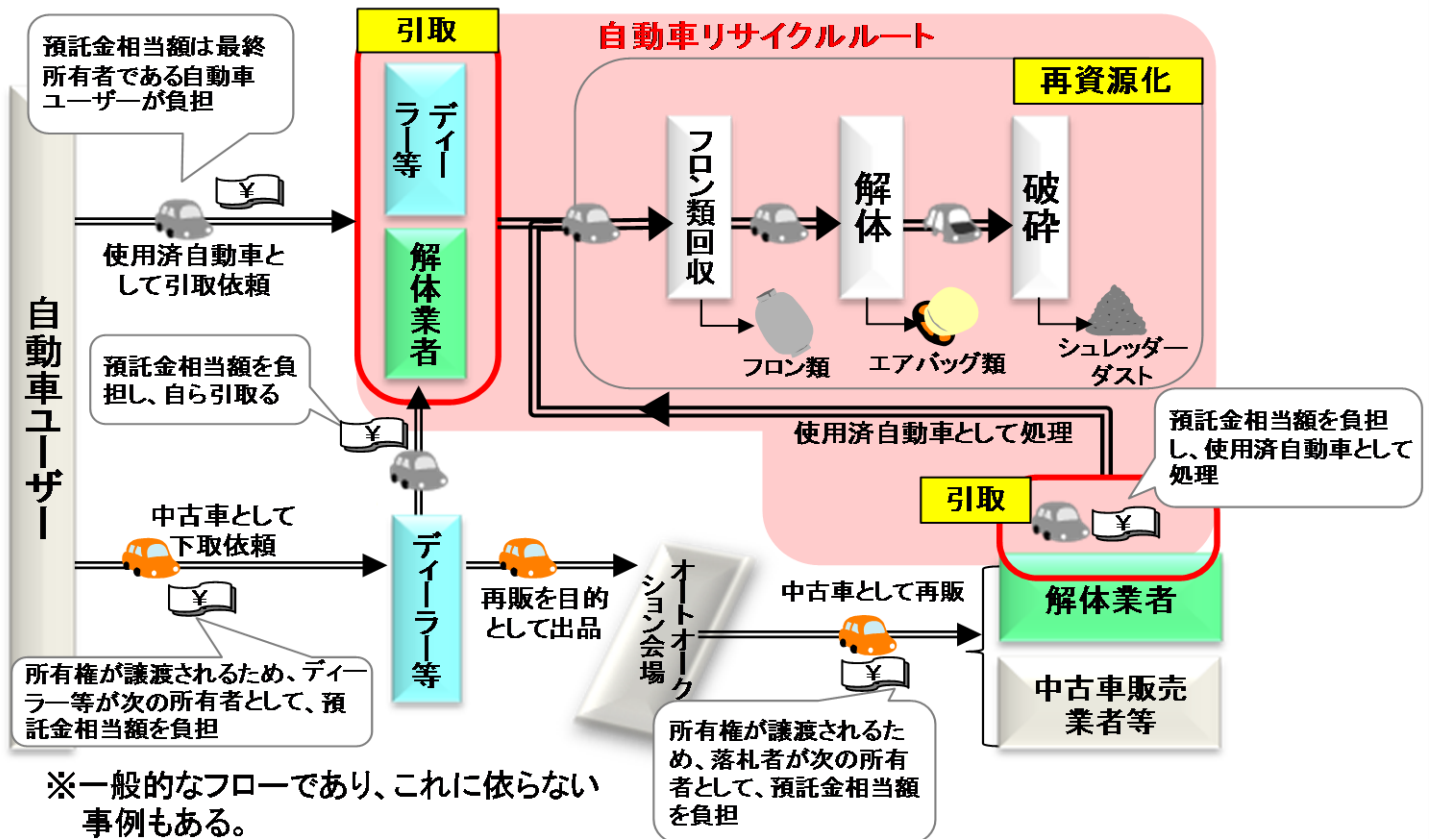 預託金相当額は最終
所有者である自動車
ユーザーが負担
引取
自動車リサイクルルート
再資源化
ディー
ラー等
解体業者
フロン類回収
解体
破砕
¥
使用済自動車と
して引取依頼
自動車ユーザー
フロン類
エアバッグ類
シュレッダー
ダスト
預託金相当額を負
担し、自ら引取る
¥
使用済自動車として処理
預託金相当額を負担
し、使用済自動車として
処理
引取
¥
中古車として
下取依頼
¥
ディーラー等
再販を目的
として出品
オートオーク
ション会場
中古車として再販
¥
解体業者
中古車販売
業者等
所有権が譲渡されるため、ディー
ラー等が次の所有者として、預
託金相当額を負担
所有権が譲渡されるた
め、落札者が次の所有
者として、預託金相当額
を負担
※一般的なフローであり、これに依らない
事例もある。